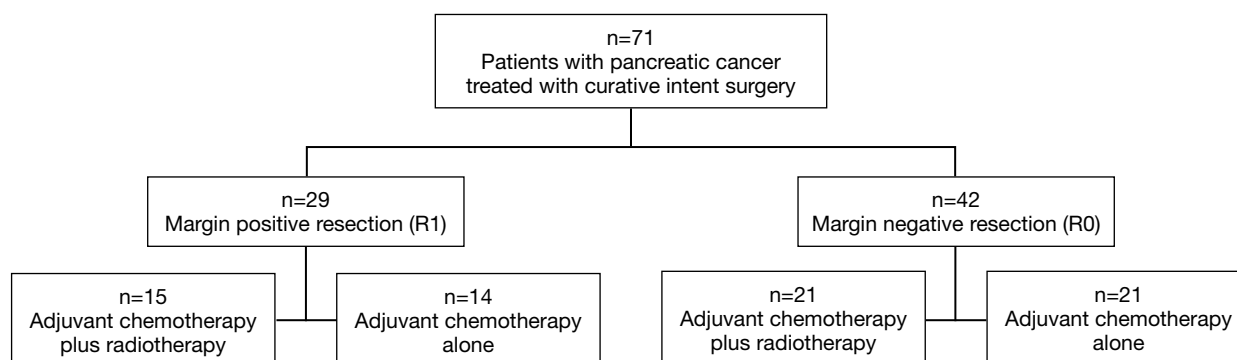 n=71
Patients with pancreatic cancer
treated with curative intent surgery
n=29
Margin positive resection (R1)
n=42
Margin negative resection (R0)
n=15
Adjuvant chemotherapy
plus radiotherapy
n=14
Adjuvant chemotherapy
alone
n=21
Adjuvant chemotherapy
plus radiotherapy
n=21
Adjuvant chemotherapy
alone